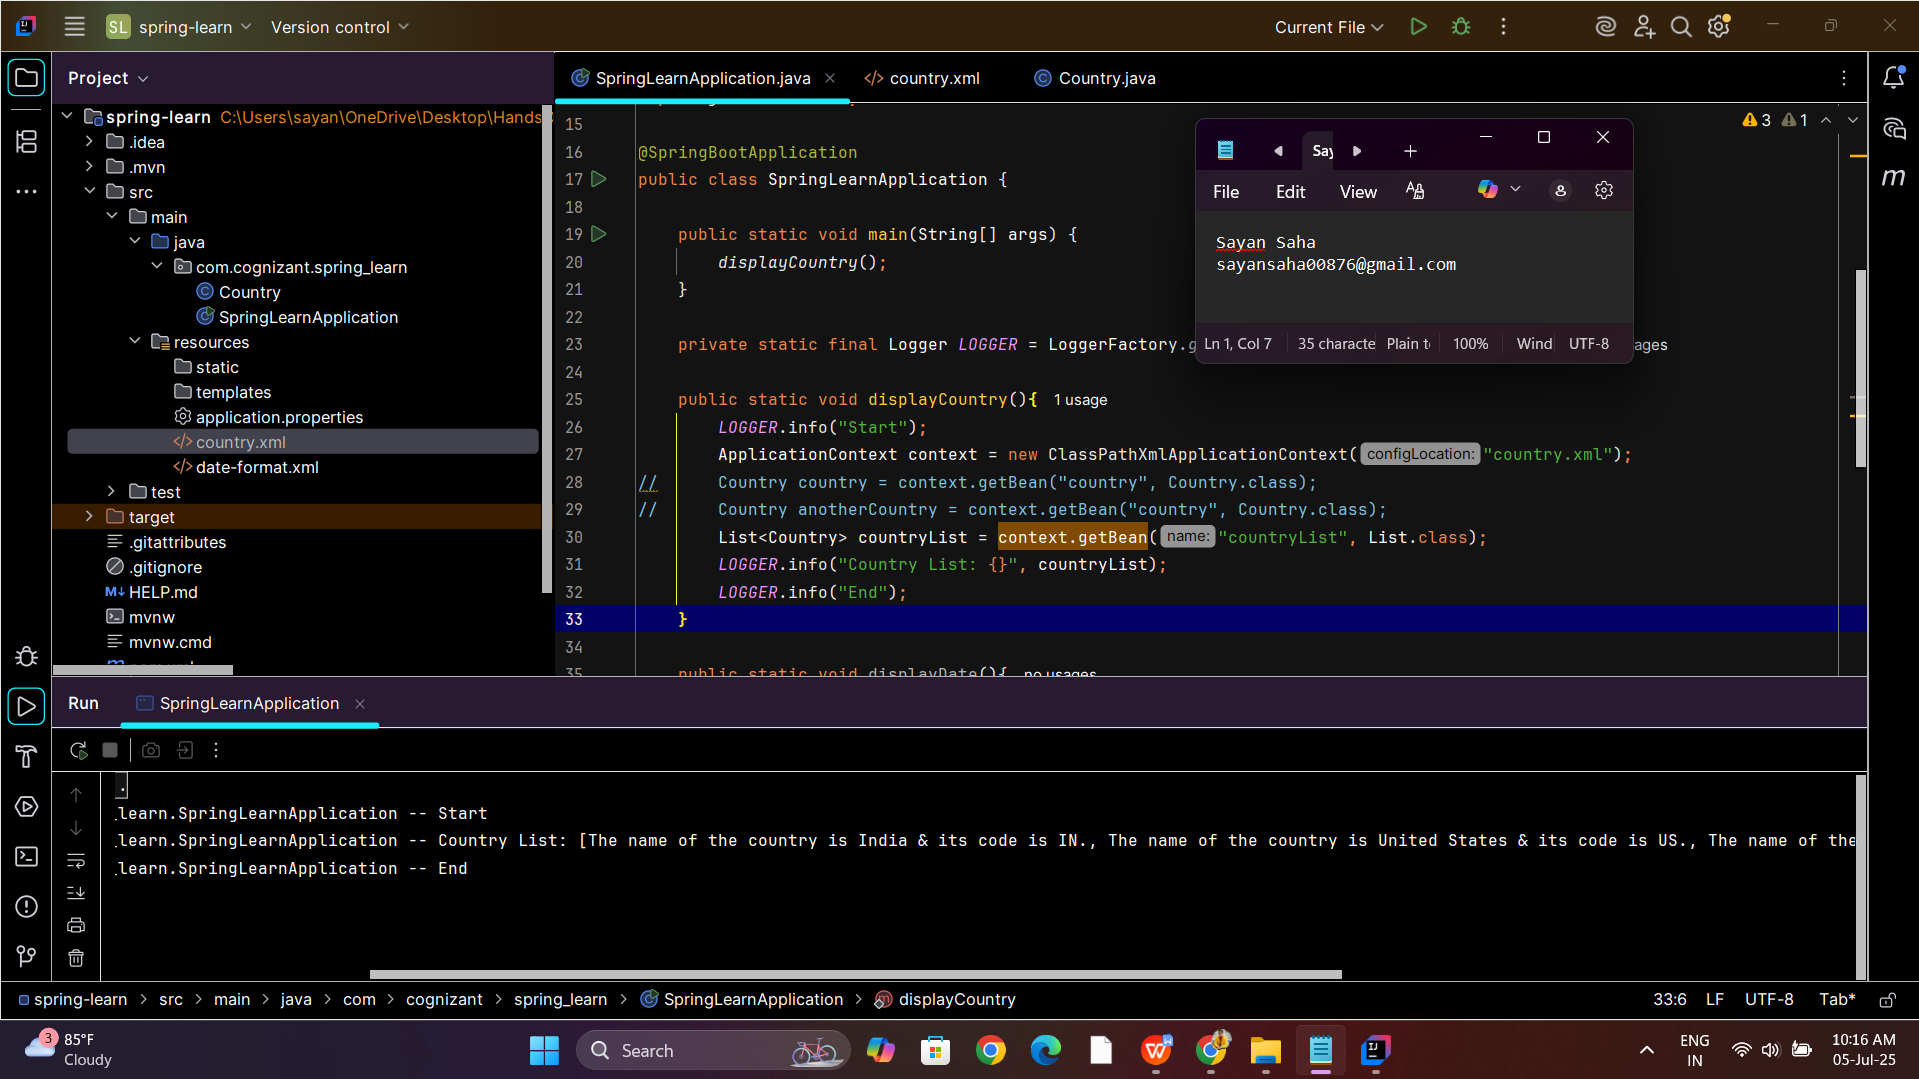 SL spring-learn Version control Current File
Project
SpringLearnApplication.java country.xml Country.java
spring-learn C:\Users\sayan\OneDrive\Desktop\Hands
.idea
.mvn
src
main
java
com.cognizant.spring_learn
Country
SpringLearnApplication
resources
static
templates
application.properties
country.xml
date-format.xml
test
target
.gitattributes
.gitignore
M↓ HELP.md
mvnw
mvnw.cmd
3 1
15
16 @SpringBootApplication
17 public class SpringLearnApplication {
18
19 public static void main(String[] args) {
20 displayCountry();
21 }
22
23 private static final Logger LOGGER = LoggerFactory.g
24
25 public static void displayCountry(){ 1 usage
26 LOGGER.info("Start");
27 ApplicationContext context = new ClassPathXmlApplicationContext( configLocation: "country.xml");
28 // Country country = context.getBean("country", Country.class);
29 // Country anotherCountry = context.getBean("country", Country.class);
30 List<Country> countryList = context.getBean( name: "countryList", List.class);
31 LOGGER.info("Country List: {}", countryList);
32 LOGGER.info("End");
33 }
34
35 public static void displayDate(){ no usages
Say
File Edit View
Sayan Saha
sayansaha00876@gmail.com
Ln 1, Col 7 35 characte Plain t 100% Wind UTF-8 ages
m
Run SpringLearnApplication
.
learn.SpringLearnApplication -- Start
learn.SpringLearnApplication -- Country List: [The name of the country is India & its code is IN., The name of the country is United States & its code is US., The name of the
learn.SpringLearnApplication -- End
spring-learn > src > main > java > com > cognizant > spring_learn > SpringLearnApplication > displayCountry
33:6 LF UTF-8 Tab*
3 85°F
Cloudy
Search
ENG
IN
10:16 AM
05-Jul-25